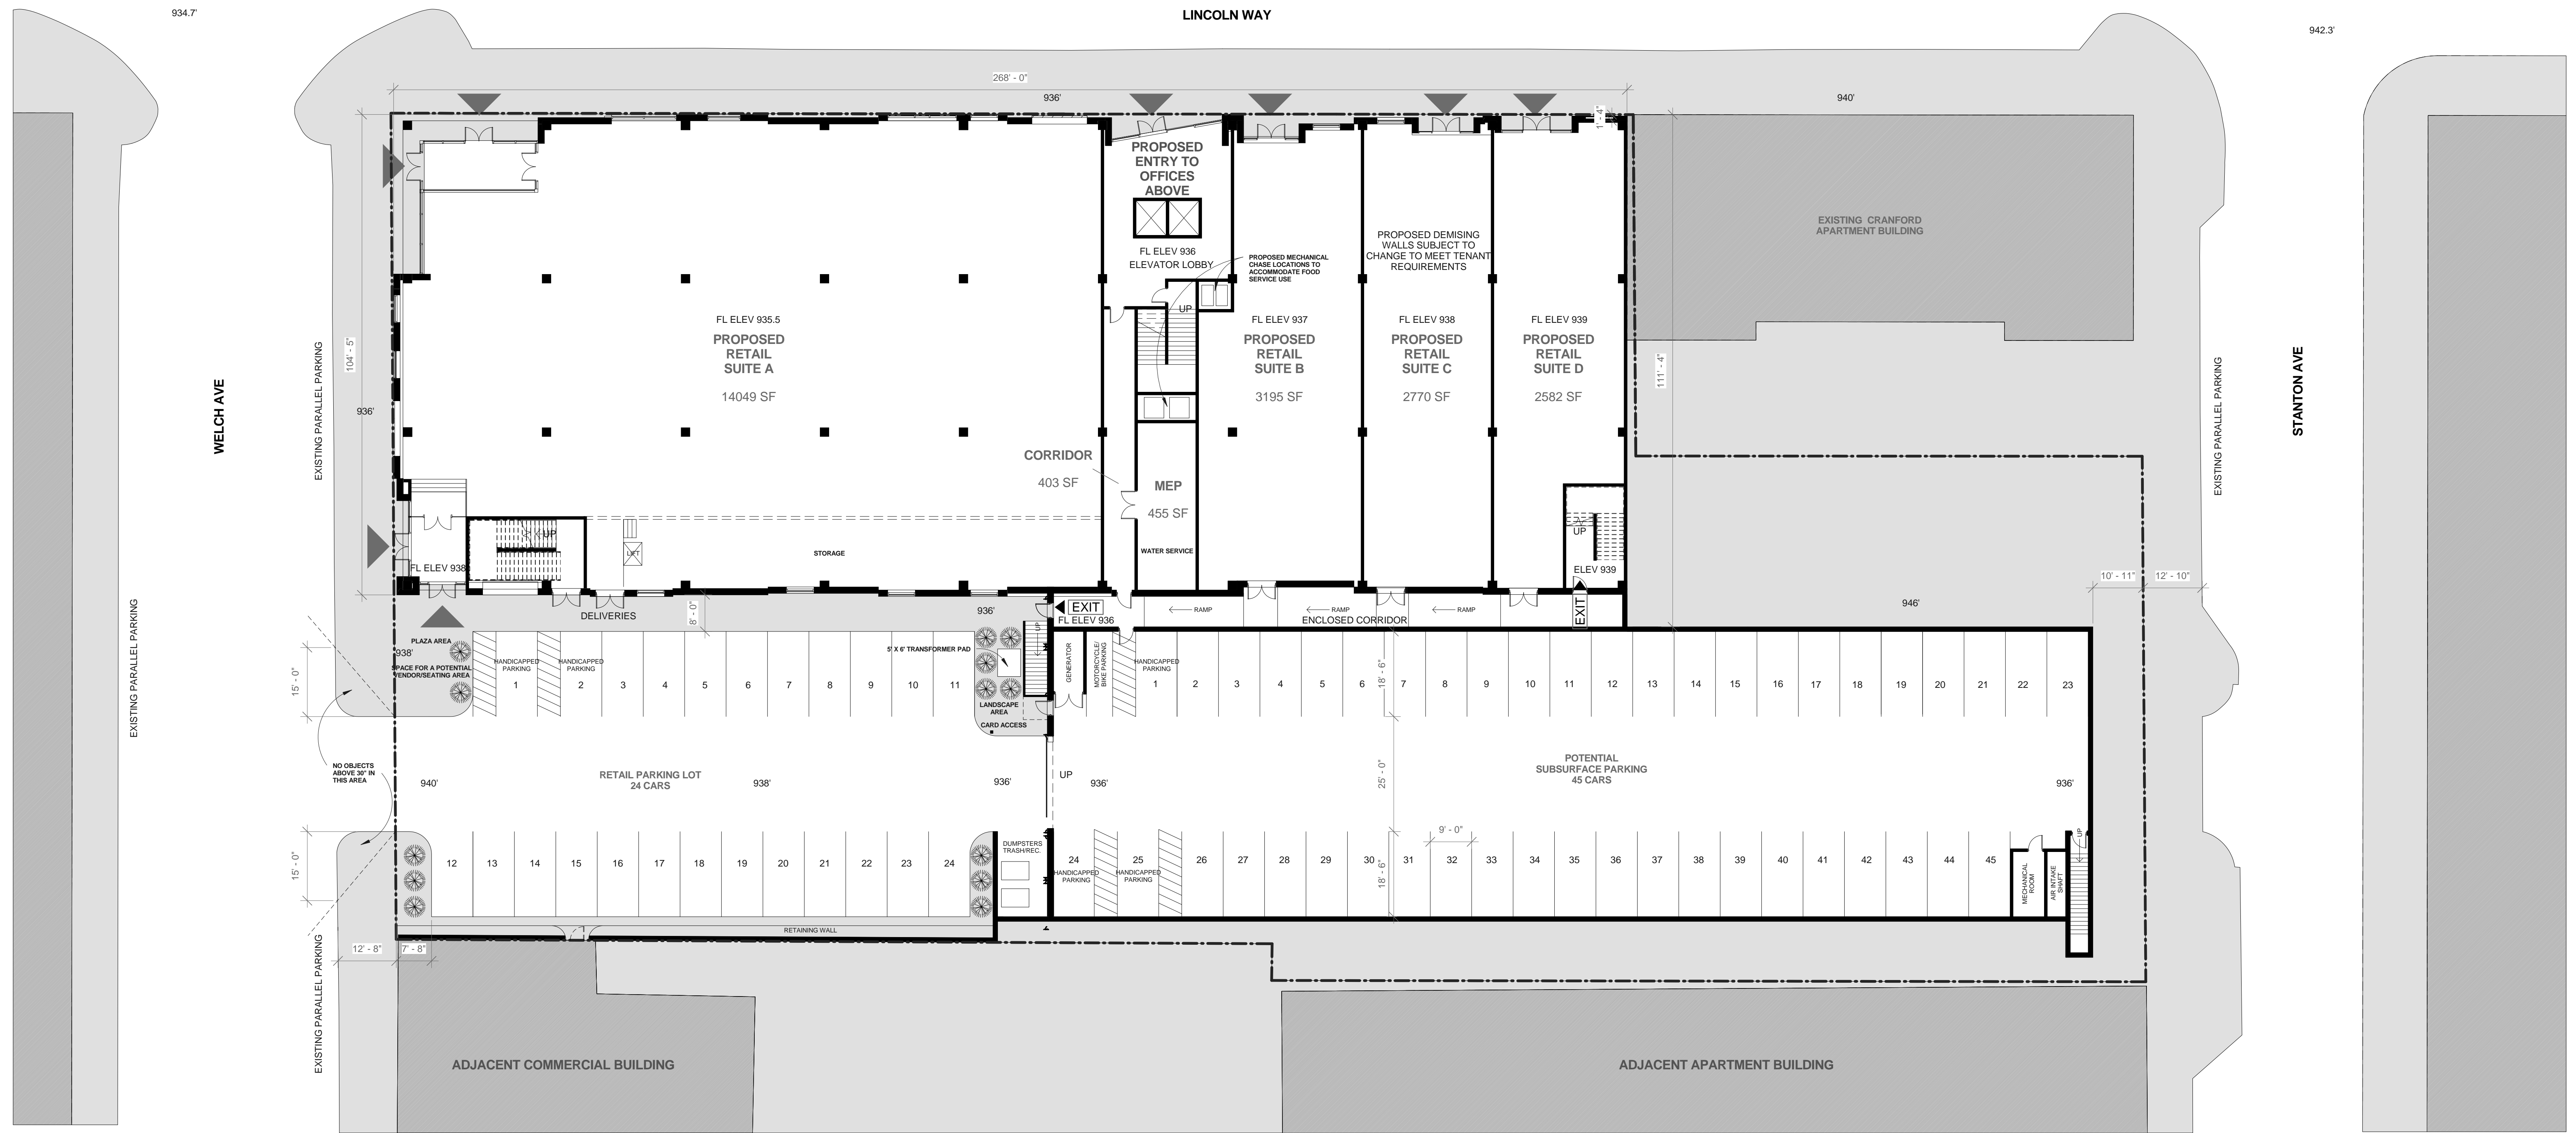 934.7'
LINCOLN WAY
942.3'
268' - 0"
936'
940'
1' - 4"
PROPOSED
ENTRY TO
OFFICES
ABOVE
FL ELEV 936
ELEVATOR LOBBY
PROPOSED MECHANICAL
CHASE LOCATIONS TO
ACCOMMODATE FOOD
SERVICE USE
PROPOSED DEMISING
WALLS SUBJECT TO
CHANGE TO MEET TENANT
REQUIREMENTS
EXISTING CRANFORD
APARTMENT BUILDING
UP
FL ELEV 935.5
PROPOSED
RETAIL
SUITE A
14049 SF
FL ELEV 937
PROPOSED
RETAIL
SUITE B
3195 SF
FL ELEV 938
PROPOSED
RETAIL
SUITE C
2770 SF
FL ELEV 939
PROPOSED
RETAIL
SUITE D
2582 SF
WELCH AVE
EXISTING PARALLEL PARKING
104' - 5"
936'
111' - 4"
EXISTING PARALLEL PARKING
STANTON AVE
CORRIDOR
403 SF
MEP
455 SF
WATER SERVICE
UP
LIFT
STORAGE
FL ELEV 938
UP
ELEV 939
10' - 11"
12' - 10"
946'
EXISTING PARALLEL PARKING
DELIVERIES
8' - 0"
936'
EXIT
FL ELEV 936
RAMP
RAMP
RAMP
ENCLOSED CORRIDOR
EXIT
PLAZA AREA
938'
SPACE FOR A POTENTIAL
VENDOR/SEATING AREA
15' - 0"
HANDICAPPED
PARKING
HANDICAPPED
PARKING
1
2
3
4
5
6
7
8
9
10
11
5' X 6' TRANSFORMER PAD
UP
LANDSCAPE
AREA
CARD ACCESS
GENERATOR
MOTORCYCLE/
BIKE PARKING
HANDICAPPED
PARKING
18' - 6"
1
2
3
4
5
6
7
8
9
10
11
12
13
14
15
16
17
18
19
20
21
22
23
NO OBJECTS
ABOVE 30" IN
THIS AREA
940'
RETAIL PARKING LOT
24 CARS
938'
936'
UP
936'
25' - 0"
POTENTIAL
SUBSURFACE PARKING
45 CARS
936'
15' - 0"
12
13
14
15
16
17
18
19
20
21
22
23
24
DUMPSTERS
TRASH/REC.
24
HANDICAPPED
PARKING
25
HANDICAPPED
PARKING
26
27
28
29
30
18' - 6"
31
9' - 0"
32
33
34
35
36
37
38
39
40
41
42
43
44
45
MECHANICAL
ROOM
AIR INTAKE
SHAFT
UP
RETAINING WALL
12' - 8"
7' - 8"
EXISTING PARALLEL PARKING
ADJACENT COMMERCIAL BUILDING
ADJACENT APARTMENT BUILDING